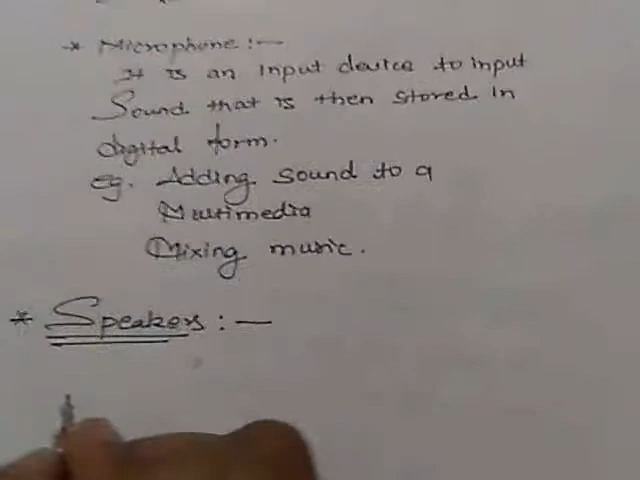 * Microphone :-
It is an input device to input
Sound that is then stored in
digital form.
eg. Adding sound to a
Multimedia
Mixing music.
* Speakers :-